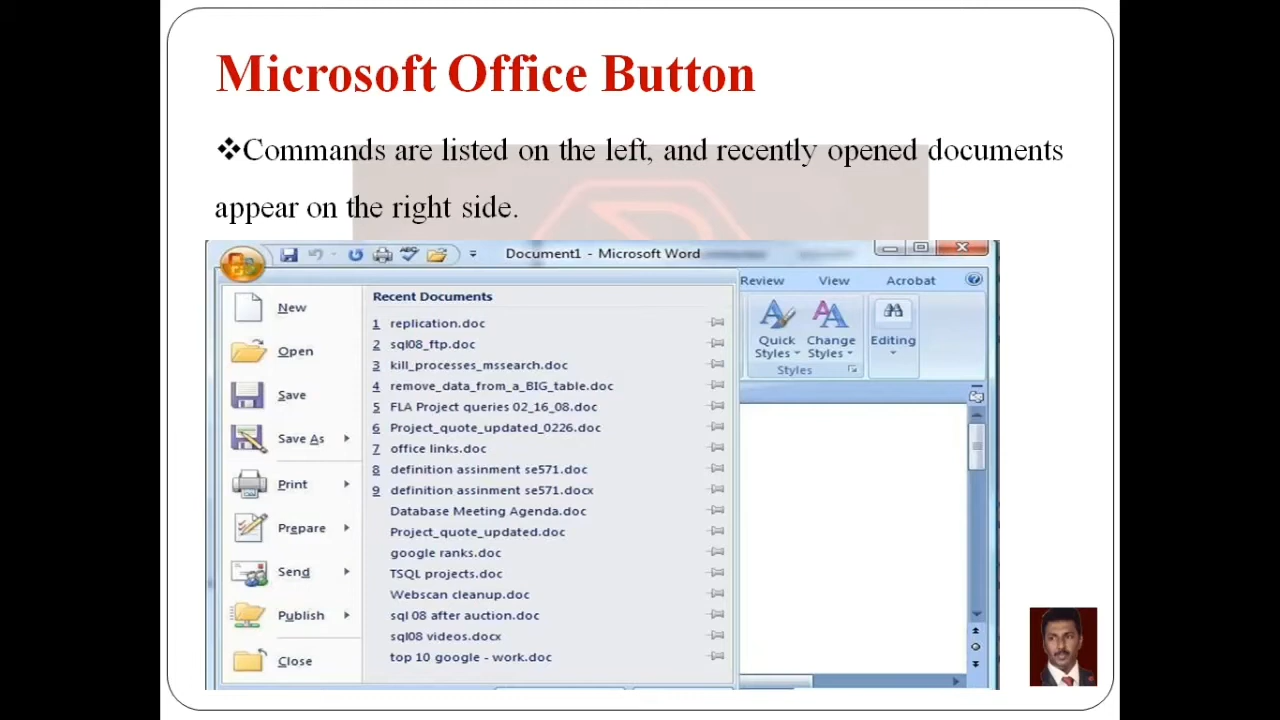 Microsoft Office Button
❖Commands are listed on the left, and recently opened documents
appear on the right side.
Document1 - Microsoft Word
Review View Acrobat
New
Open
Save
Save As
Print
Prepare
Send
Publish
Close
Recent Documents
1 replication.doc
2 sql08_ftp.doc
3 kill_processes_mssearch.doc
4 remove_data_from_a_BIG_table.doc
5 FLA Project queries 02_16_08.doc
6 Project_quote_updated_0226.doc
7 office links.doc
8 definition assinment se571.doc
9 definition assinment se571.docx
Database Meeting Agenda.doc
Project_quote_updated.doc
google ranks.doc
TSQL projects.doc
Webscan cleanup.doc
sql 08 after auction.doc
sql08 videos.docx
top 10 google - work.doc
Quick Change Editing
Styles Styles
Styles